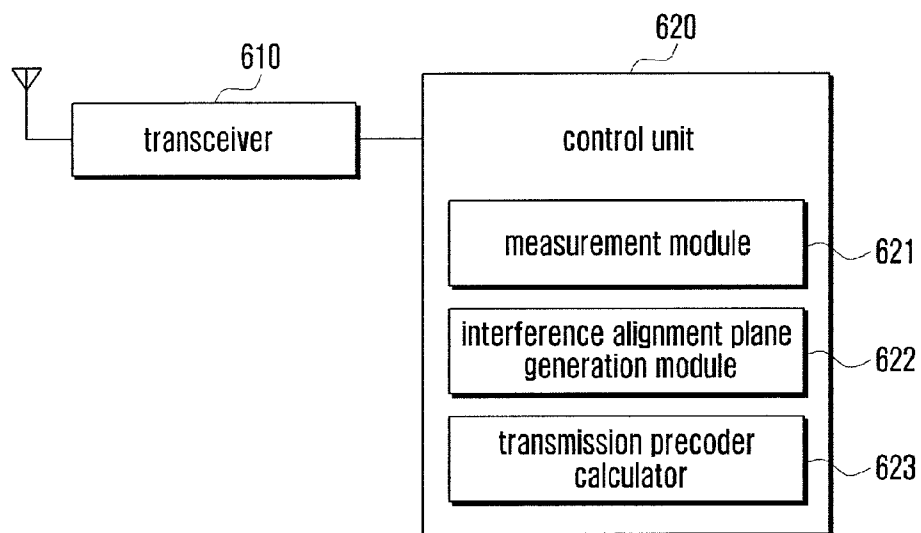 620
610
transceiver
control unit
measurement module
621
interference alignment plane
generation module
622
transmission precoder
calculator
623